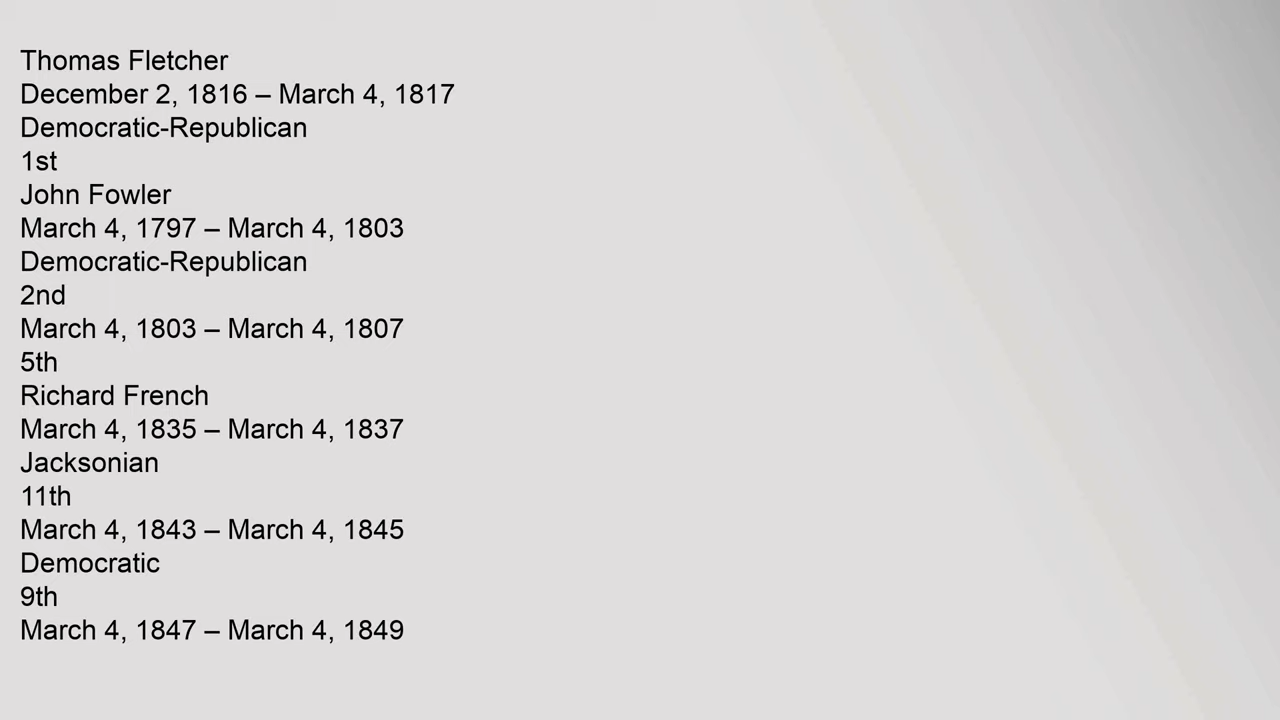 Thomas Fletcher
December 2, 1816 – March 4, 1817
Democratic-Republican
1st
John Fowler
March 4, 1797 – March 4, 1803
Democratic-Republican
2nd
March 4, 1803 – March 4, 1807
5th
Richard French
March 4, 1835 – March 4, 1837
Jacksonian
11th
March 4, 1843 – March 4, 1845
Democratic
9th
March 4, 1847 – March 4, 1849